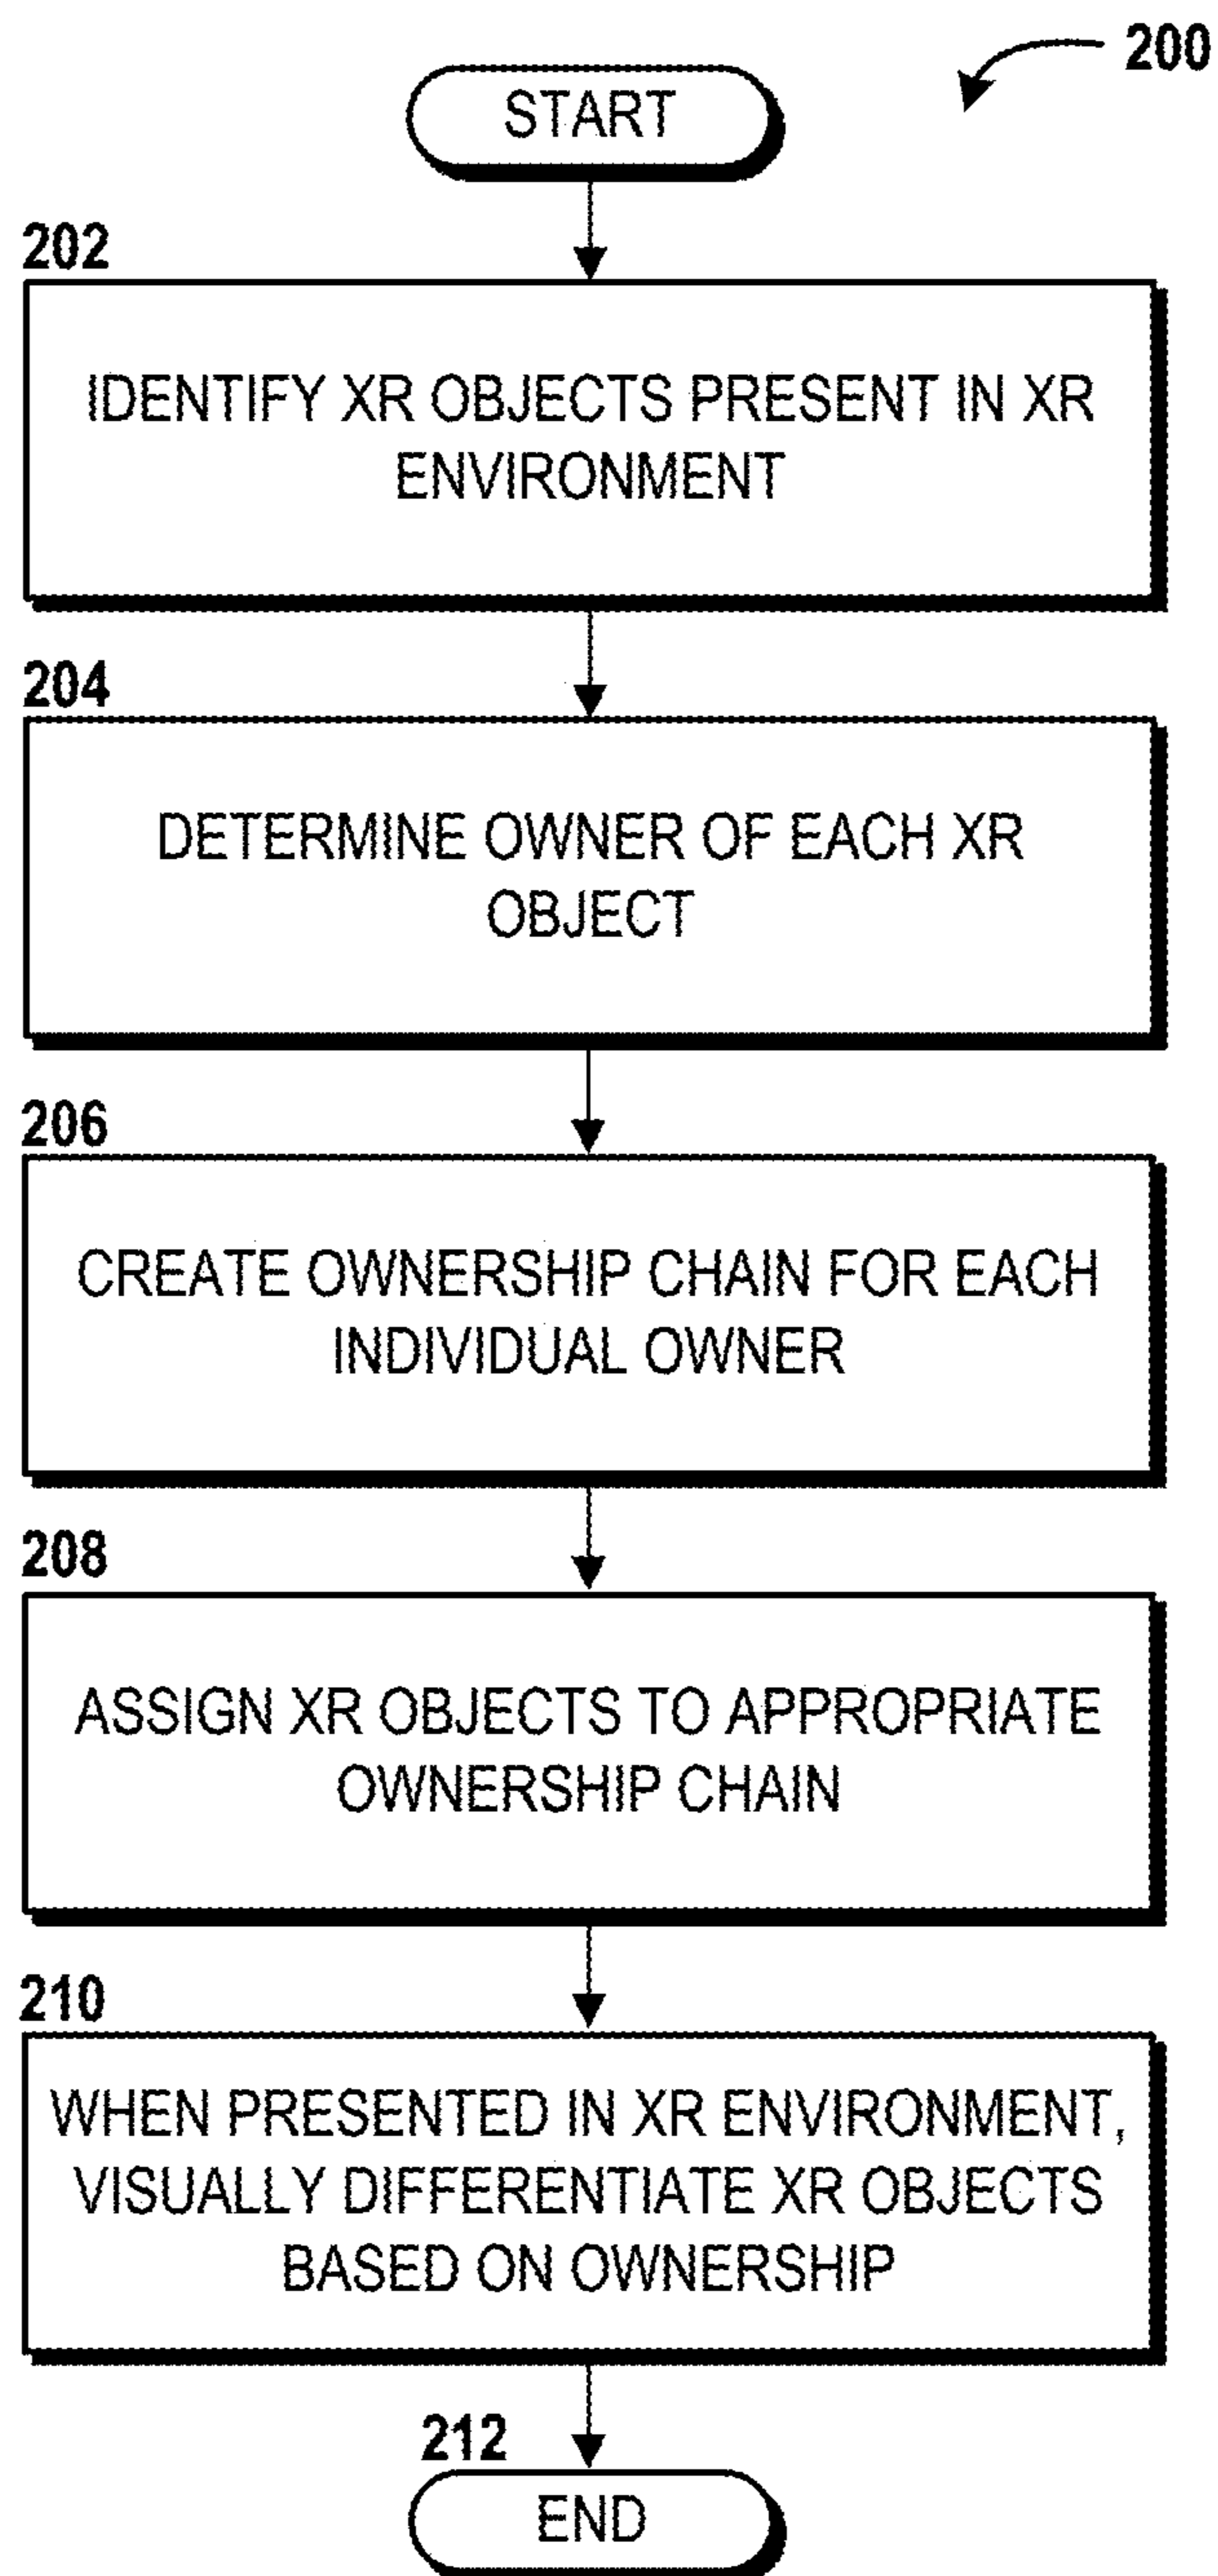 200
START
202
IDENTIFY XR OBJECTS PRESENT IN XR
ENVIRONMENT
204
DETERMINE OWNER OF EACH XR
OBJECT
206
CREATE OWNERSHIP CHAIN FOR EACH
INDIVIDUAL OWNER
208
ASSIGN XR OBJECTS TO APPROPRIATE
OWNERSHIP CHAIN
210
WHEN PRESENTED IN XR ENVIRONMENT,
VISUALLY DIFFERENTIATE XR OBJECTS
BASED ON OWNERSHIP
212
END